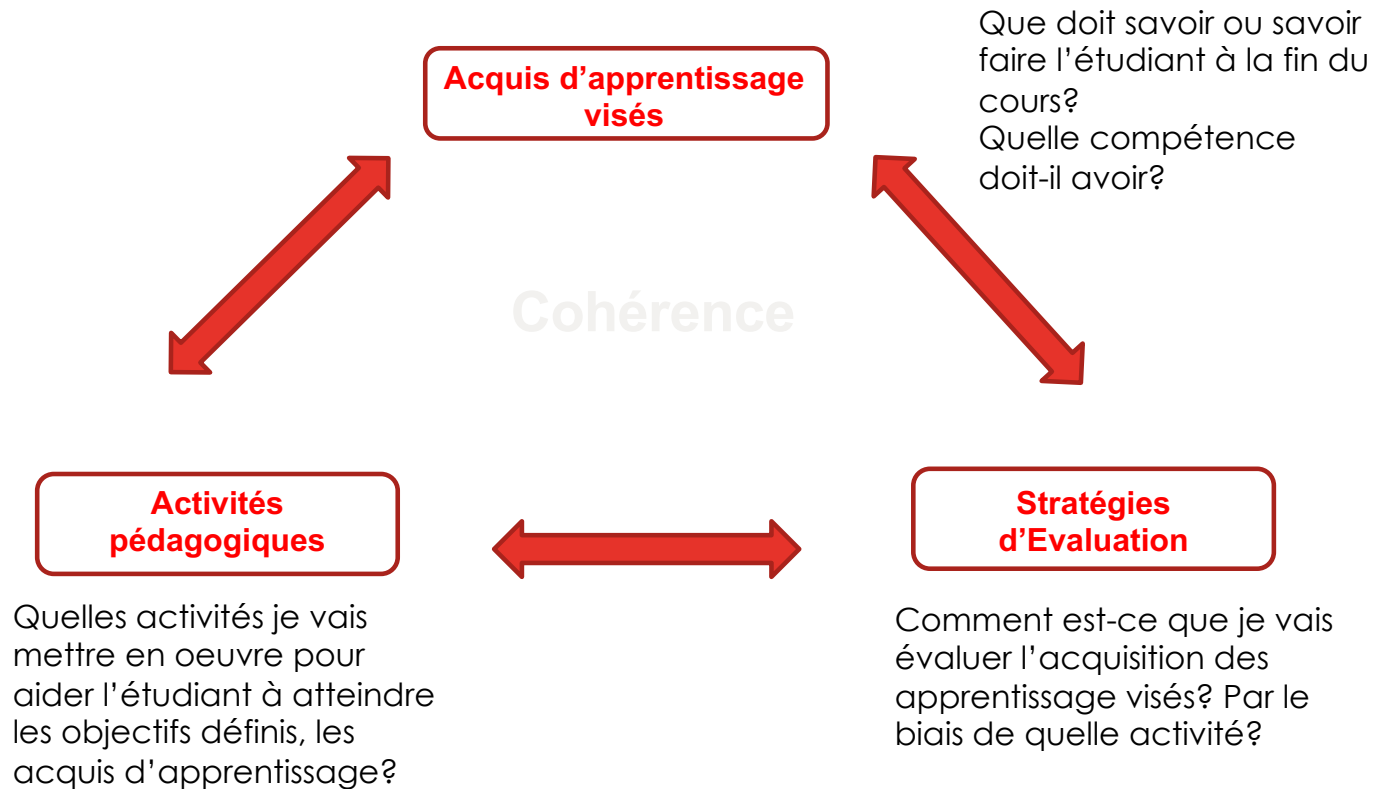 Que doit savoir ou savoir
faire l’étudiant à la fin du
cours?
Quelle compétence
doit-il avoir?
Acquis d’apprentissage
visés
Cohérence
Activités
pédagogiques
Stratégies
d’Evaluation
Quelles activités je vais
mettre en oeuvre pour
aider l’étudiant à atteindre
les objectifs définis, les
acquis d’apprentissage?
Comment est-ce que je vais
évaluer l’acquisition des
apprentissage visés? Par le
biais de quelle activité?